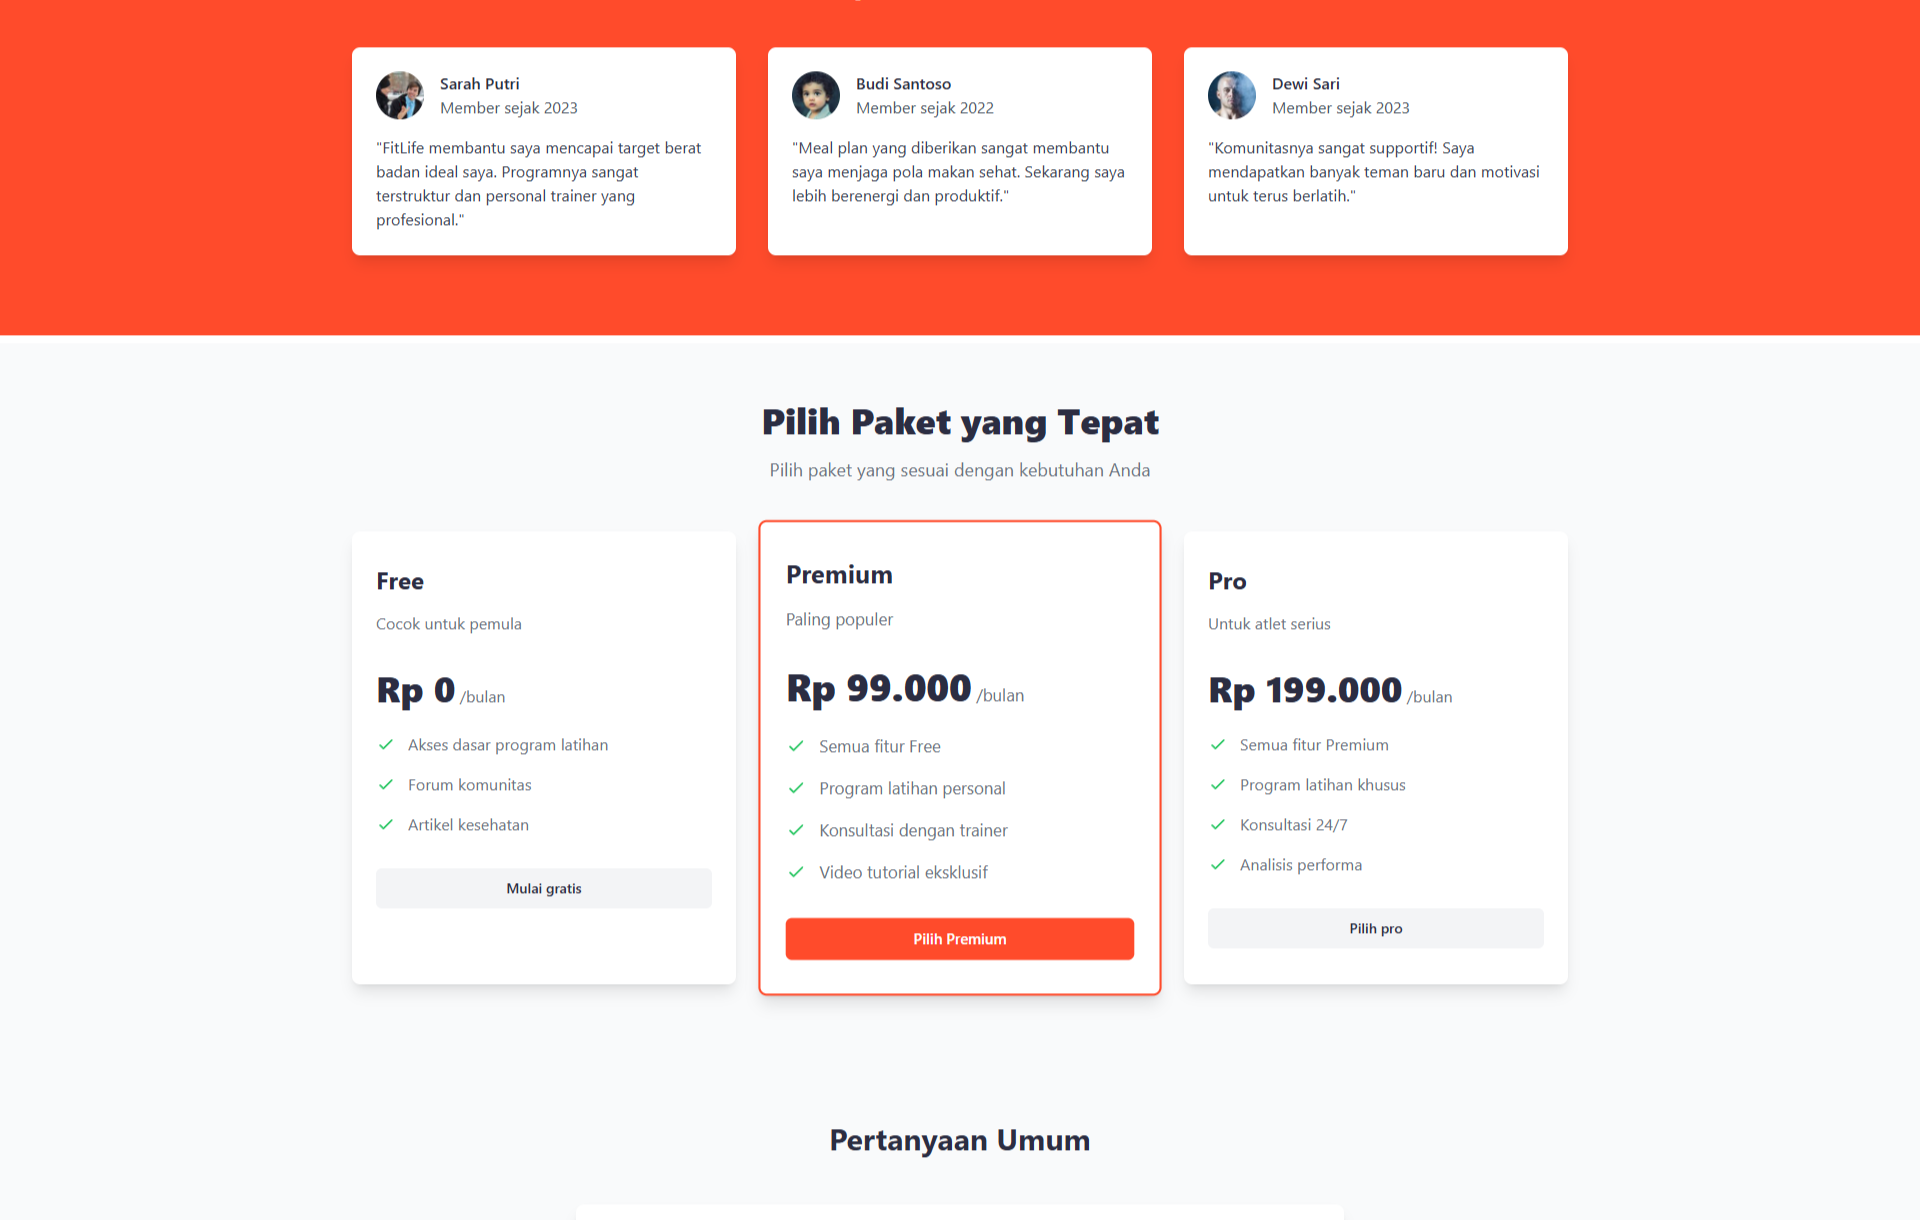 Sarah Putri
Member sejak 2023
"FitLife membantu saya mencapai target berat
badan ideal saya. Programnya sangat
terstruktur dan personal trainer yang
profesional."
Budi Santoso
Member sejak 2022
"Meal plan yang diberikan sangat membantu
saya menjaga pola makan sehat. Sekarang saya
lebih berenergi dan produktif."
Dewi Sari
Member sejak 2023
"Komunitasnya sangat supportif! Saya
mendapatkan banyak teman baru dan motivasi
untuk terus berlatih."
Pilih Paket yang Tepat
Pilih paket yang sesuai dengan kebutuhan Anda
Free
Cocok untuk pemula
Rp 0 /bulan
Akses dasar program latihan
Forum komunitas
Artikel kesehatan
Mulai gratis
Premium
Paling populer
Rp 99.000 /bulan
Semua fitur Free
Program latihan personal
Konsultasi dengan trainer
Video tutorial eksklusif
Pilih Premium
Pro
Untuk atlet serius
Rp 199.000 /bulan
Semua fitur Premium
Program latihan khusus
Konsultasi 24/7
Analisis performa
Pilih pro
Pertanyaan Umum